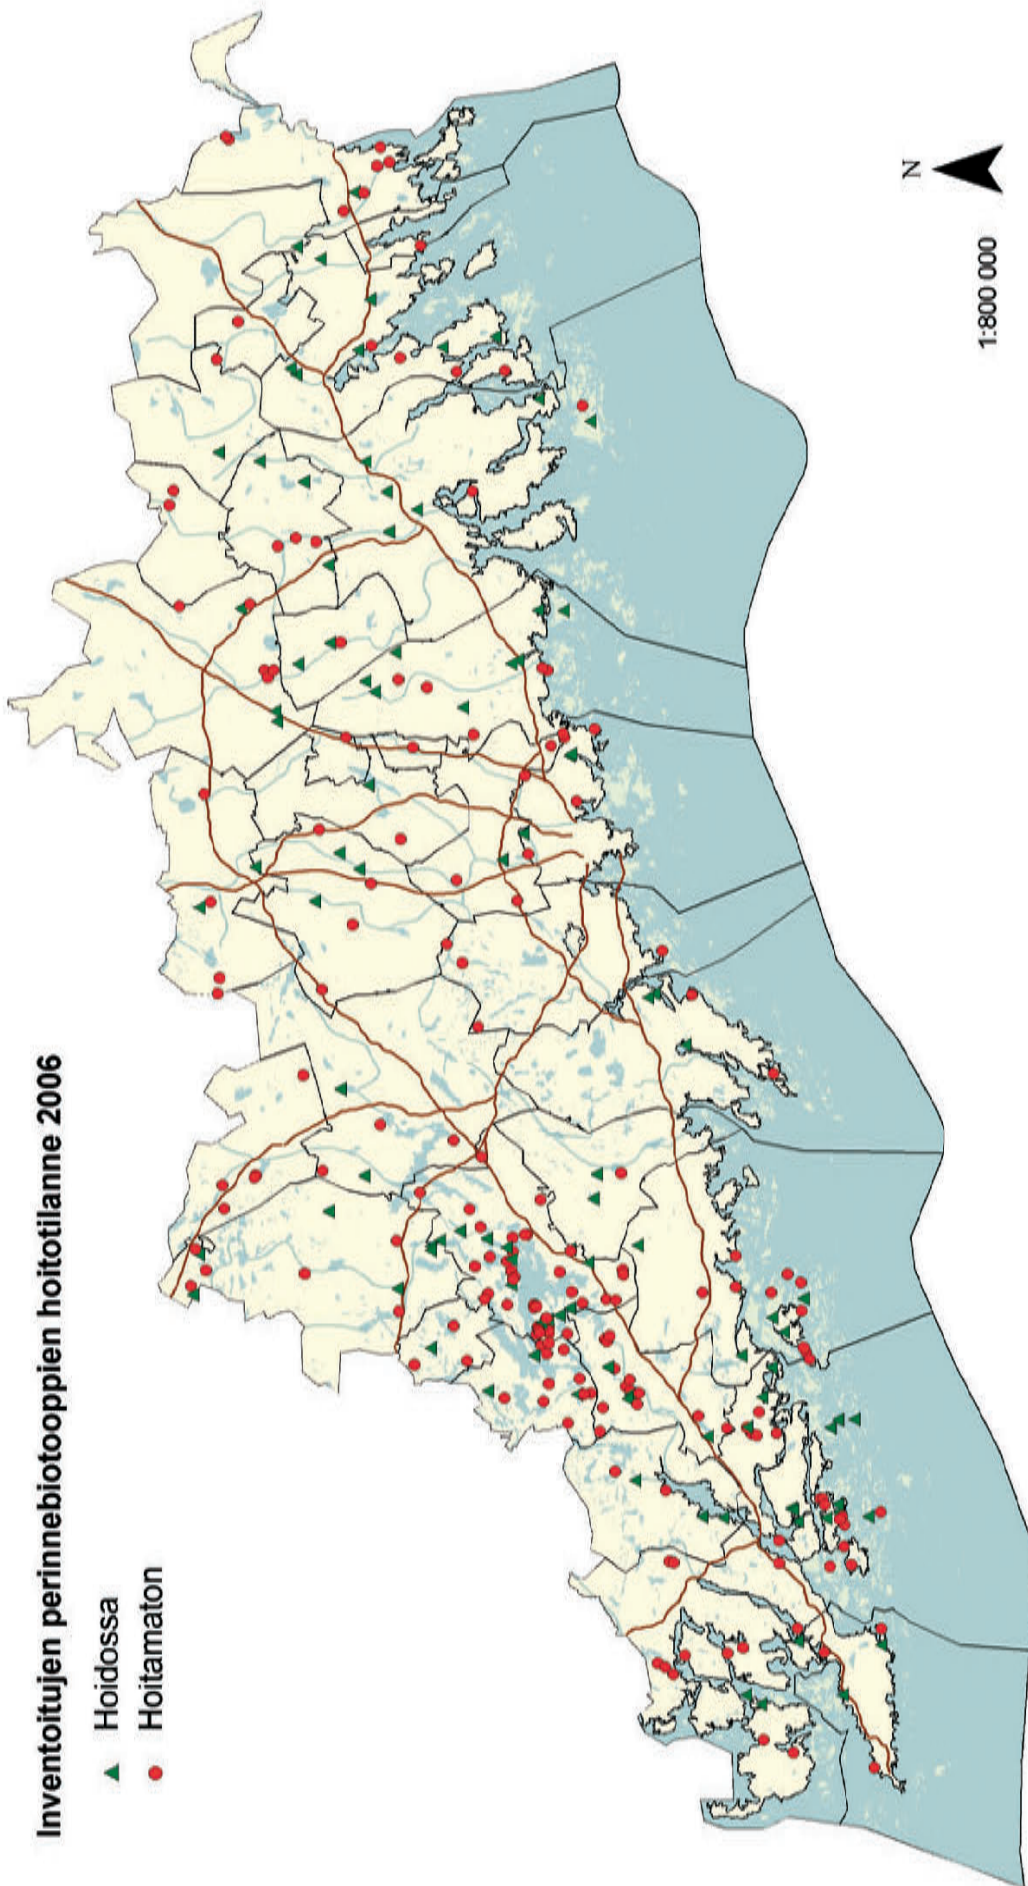 Inventoitujen perinnebiotooppien hoitotilanne 2006
Hoidossa
Hoitamaton
N
1:800 000